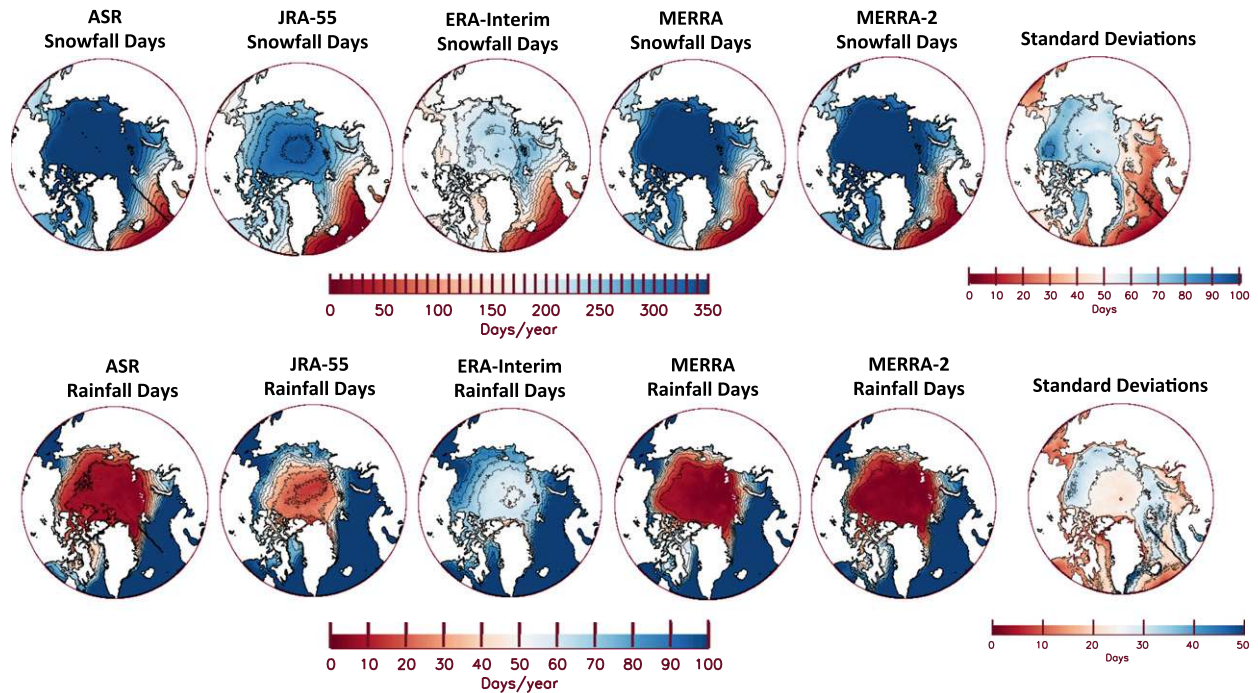 ASR
Snowfall Days
JRA-55
Snowfall Days
ERA-Interim
Snowfall Days
MERRA
Snowfall Days
MERRA-2
Snowfall Days
Standard Deviations
0 50 100 150 200 250 300 350
Days/year
0 10 20 30 40 50 60 70 80 90 100
Days
ASR
Rainfall Days
JRA-55
Rainfall Days
ERA-Interim
Rainfall Days
MERRA
Rainfall Days
MERRA-2
Rainfall Days
Standard Deviations
0 10 20 30 40 50 60 70 80 90 100
Days/year
0 10 20 30 40 50
Days